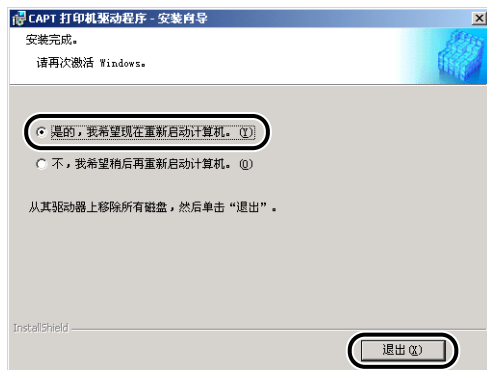 CAPT 打印机驱动程序 - 安装向导
安装完成。
请再次激活 Windows。
是的，我希望现在重新启动计算机。(Y)
不，我希望稍后再重新启动计算机。(O)
从其驱动器上移除所有磁盘，然后单击“退出”。
InstallShield
退出(X)